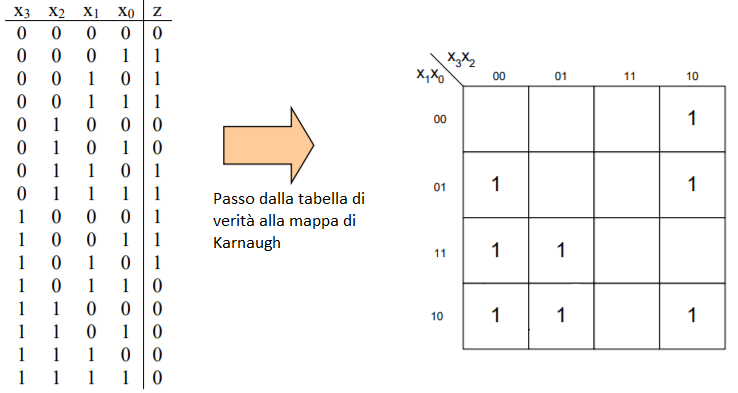 x3 x2 x1 x0 z
0 0 0 0 0
0 0 0 1 1
0 0 1 0 1
0 0 1 1 1
0 1 0 0 0
0 1 0 1 0
0 1 1 0 1
0 1 1 1 1
1 0 0 0 1
1 0 0 1 1
1 0 1 0 1
1 0 1 1 0
1 1 0 0 0
1 1 0 1 0
1 1 1 0 0
1 1 1 1 0
Passo dalla tabella di
verità alla mappa di
Karnaugh
X3X2
X1X0
00 01 11 10
00 1
01 1 1
11 1 1
10 1 1 1